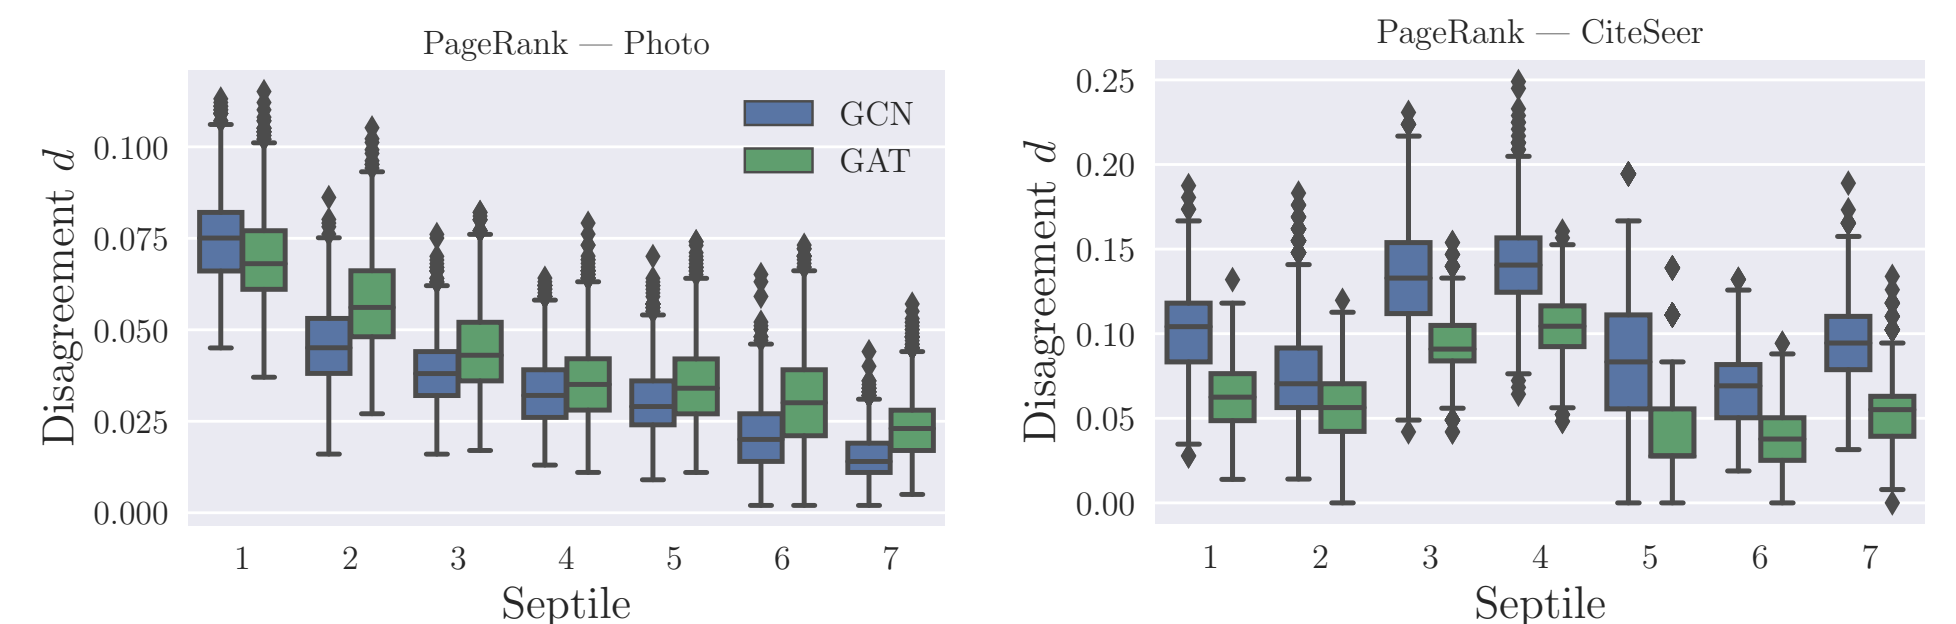 PageRank — Photo
GCN
GAT
Disagreement d
0.100
0.075
0.050
0.025
0.000
1 2 3 4 5 6 7
Septile
PageRank — CiteSeer
Disagreement d
0.25
0.20
0.15
0.10
0.05
0.00
1 2 3 4 5 6 7
Septile